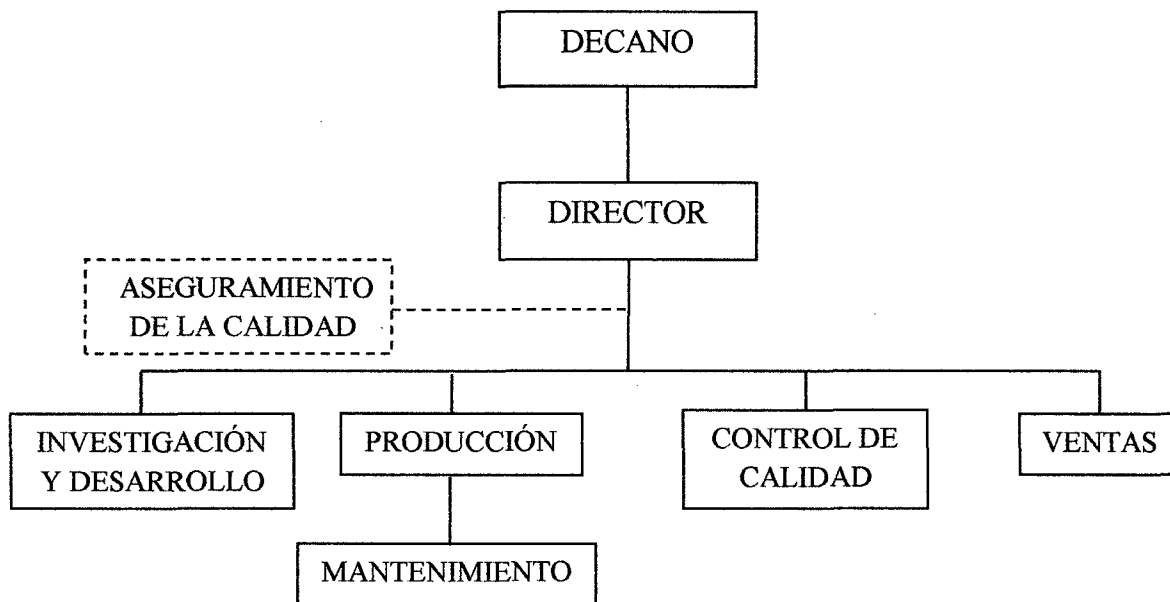 DECANO
DIRECTOR
ASEGURAMIENTO
DE LA CALIDAD
INVESTIGACIÓN
Y DESARROLLO
PRODUCCIÓN
CONTROL DE
CALIDAD
VENTAS
MANTENIMIENTO